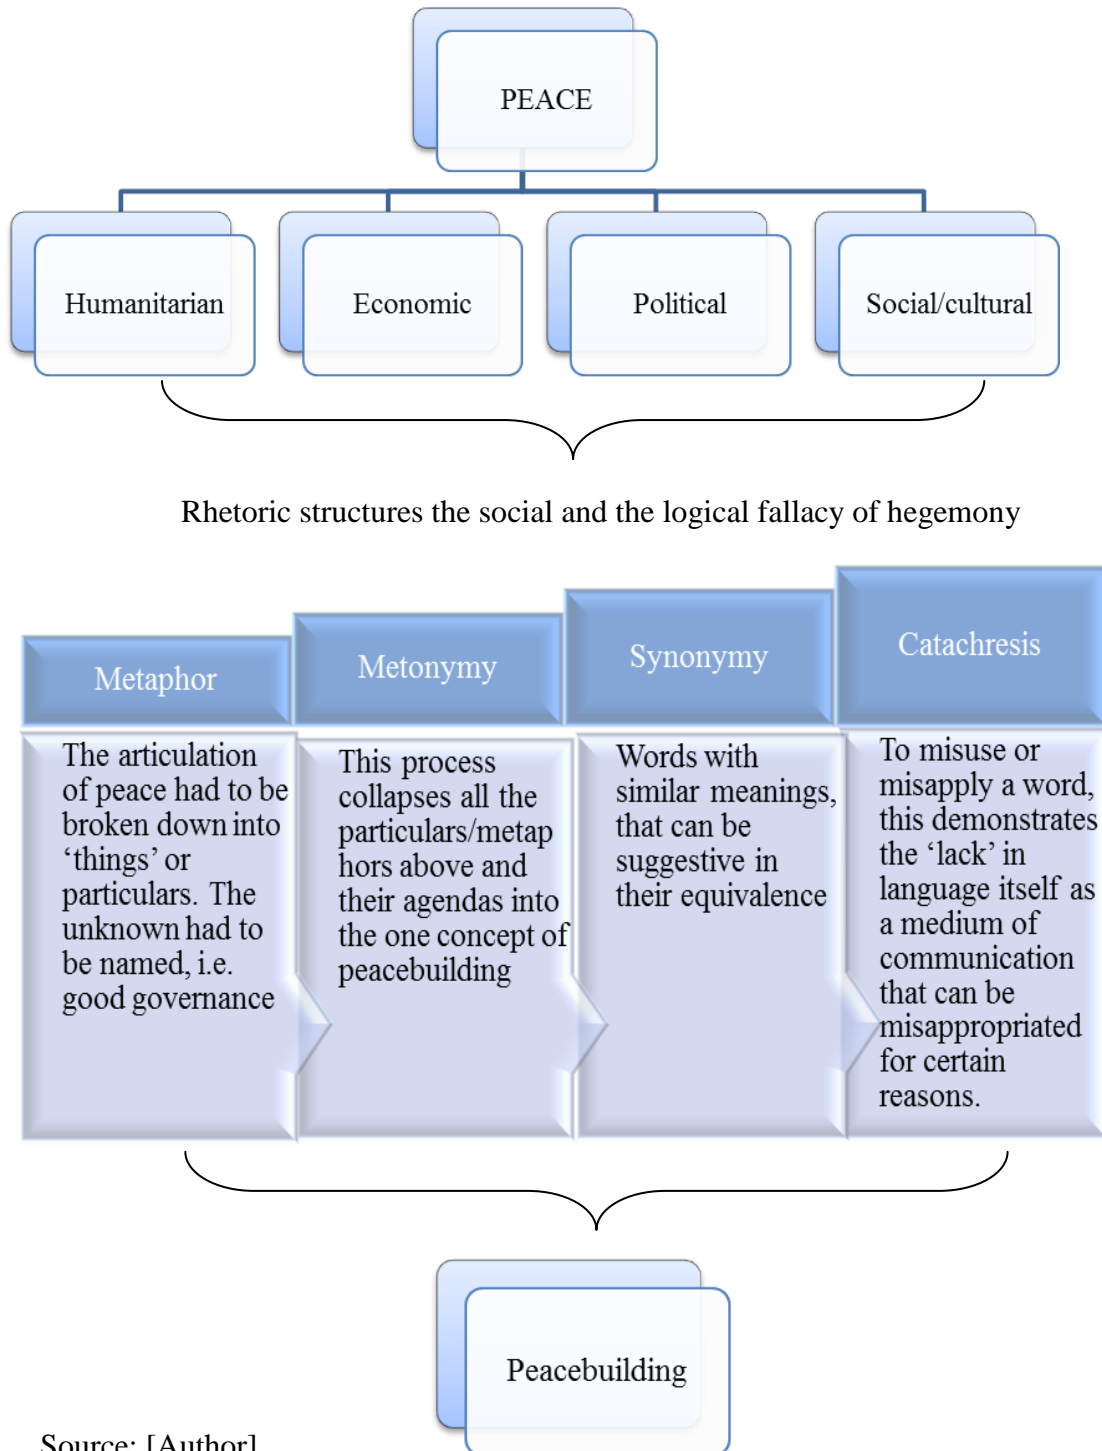 PEACE
Humanitarian
Economic
Political
Social/cultural
Rhetoric structures the social and the logical fallacy of hegemony
Metaphor
The articulation
of peace had to be
broken down into
‘things’ or
particulars. The
unknown had to
be named, i.e.
good governance
Metonymy
This process
collapses all the
particulars/metap
hors above and
their agendas into
the one concept of
peacebuilding
Synonymy
Words with
similar meanings,
that can be
suggestive in
their equivalence
Catachresis
To misuse or
misapply a word,
this demonstrates
the ‘lack’ in
language itself as
a medium of
communication
that can be
misappropriated
for certain
reasons.
Peacebuilding
Source: [Author]